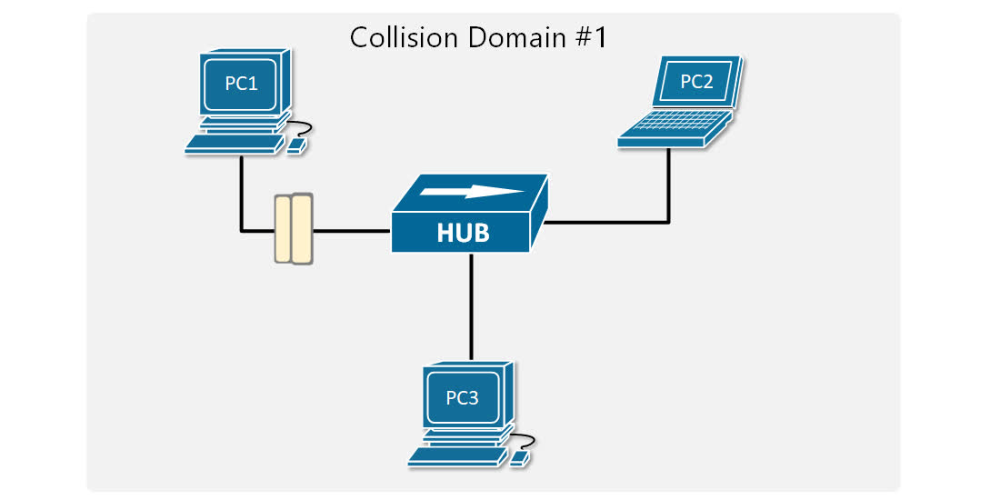 Collision Domain #1
PC1
PC2
HUB
PC3